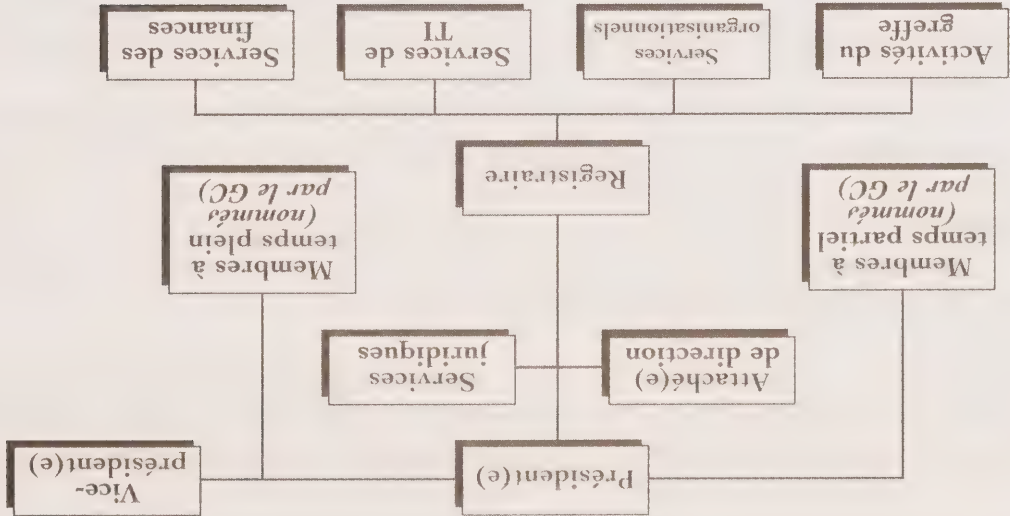 Président(e)
Vice-
président(e)
Attaché(e)
de direction
Services
juridiques
Membres à
temps partiel
(nommés
par le GC)
Membres à
temps plein
(nommés
par le GC)
Registraire
Activités du
greffe
Services
organisationnels
Services de
TI
Services des
finances